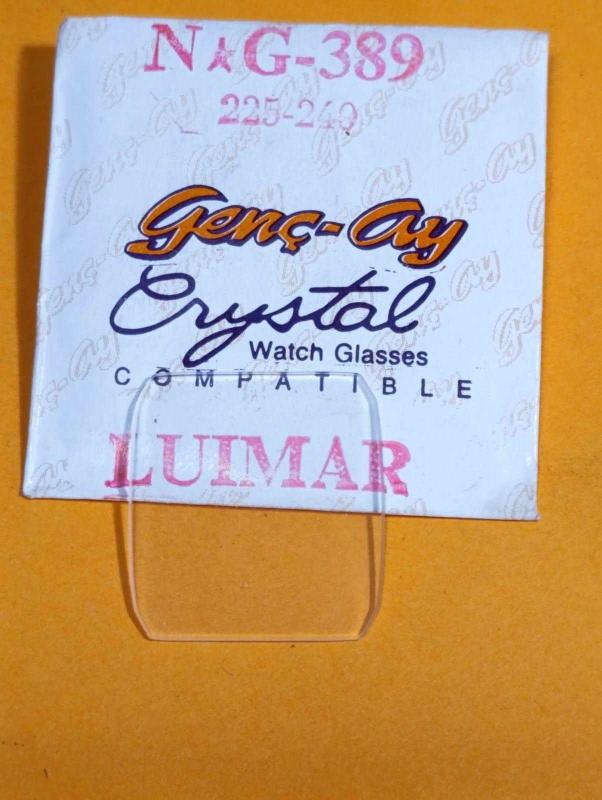 N★G-389
225-240
Genç-Ay
Crystal
Watch Glasses
COMPATIBLE
LUIMAR